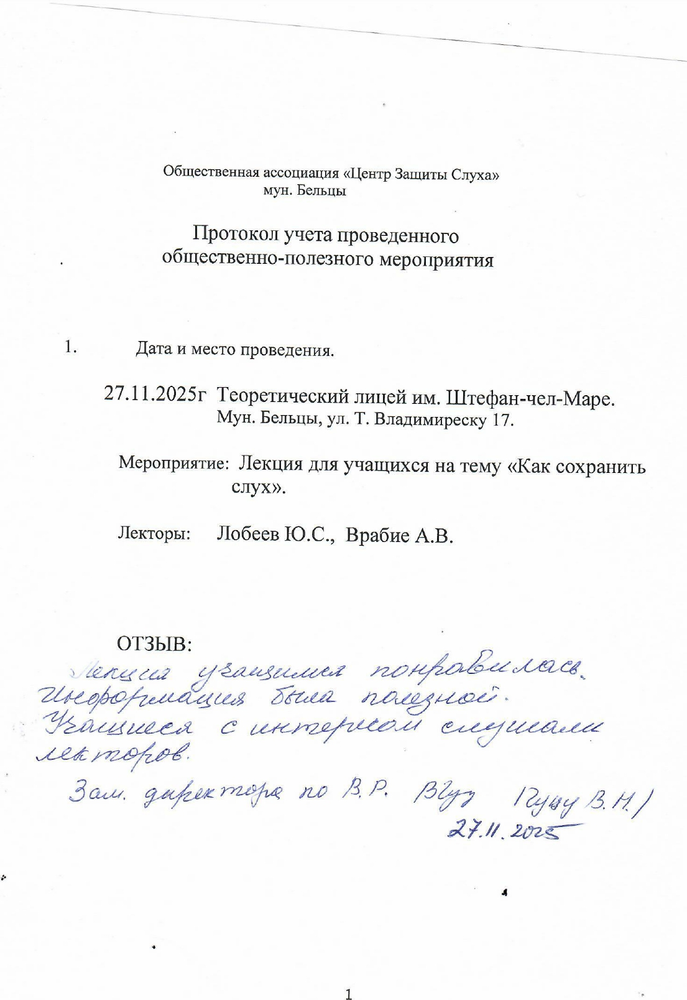 Общественная ассоциация «Центр Защиты Слуха»
мун. Бельцы
Протокол учета проведенного
общественно-полезного мероприятия
1. Дата и место проведения.
27.11.2025г Теоретический лицей им. Штефан-чел-Маре.
Мун. Бельцы, ул. Т. Владимиреску 17.
Мероприятие: Лекция для учащихся на тему «Как сохранить
слух».
Лекторы: Лобеев Ю.С., Врабие А.В.
ОТЗЫВ:
Лекция учащимся понравилась.
Информация была полезной.
Учащиеся с интересом слушали
лекторов.
Зам. директора по В.Р. В.Н./
27.11.2025
1